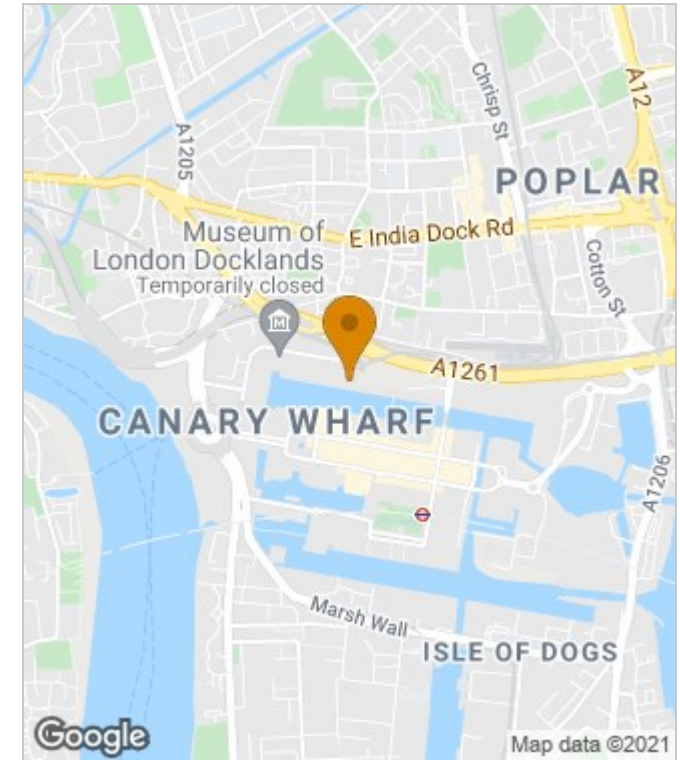 Chrisp St
A12
A1205
POPLAR
Museum of
London Docklands
Temporarily closed
E India Dock Rd
Cotton St
M
A1261
CANARY WHARF
A1206
Marsh Wall
ISLE OF DOGS
Google
Map data ©2021